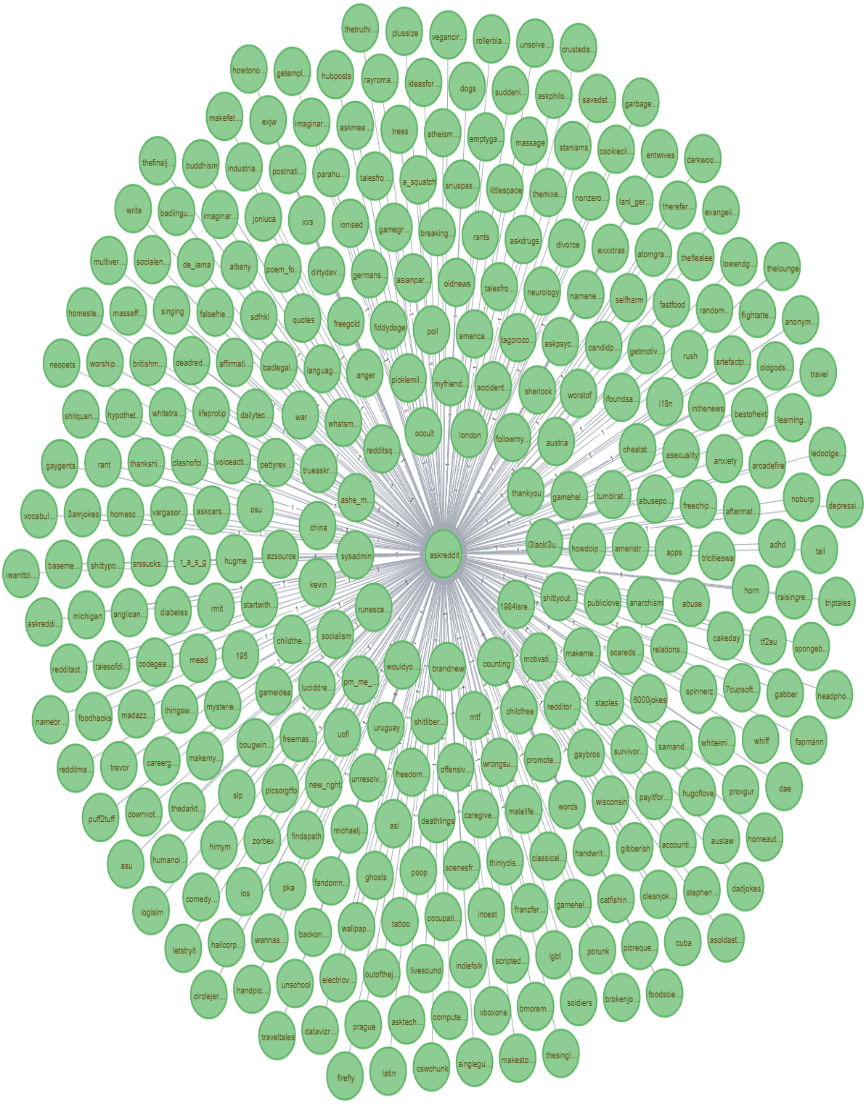 thetruthi...
plussize
vegancir...
rollerbla...
unsolve...
crusteda...
howtono...
getempl...
hubposts
rayroma...
ideasfor...
dogs
suddenl...
askphilo...
savedst...
garbage...
makefet...
exjw
imaginar...
askmea...
trees
atheism...
emptyga...
massage
stanisms
cookiecli...
entwives
darkwoo...
thefinalj...
buddhism
industria...
postnati...
parahu...
talesfro...
a_squatch
snuspas...
littlespace
themixe...
nonzero...
lanl_ger...
therefer...
evangeli...
write
badlingu...
imaginar...
jonluca
xxs
ionised
gamegr...
breaking...
rants
askdrugs
divorce
exxxtras
atomgra...
theflealee
lowendg...
thelounge
multiver...
socialen...
de_iama
albany
poem_fo...
dirtydav...
germans...
asianpar...
oldnews
talesfro...
neurology
namene...
selfharm
fastfood
random...
flightatte...
anonym...
homeste...
masseff...
singing
falsefrie...
sdfnkl
quotes
freegold
fiddydoge
poll
america...
tagproco...
askpsyc...
candidp...
getmotiv...
rush
artefactp...
oldgods...
travel
neopets
worship...
britishm...
deadred...
affirmati...
badlegal...
languag...
anger
picklemil...
myfriend...
accident...
sherlock
worstof
ifoundsa...
i18n
inthenews
bestofrekt
learning...
shitquan...
hypothet...
whitetra...
lifeprotip
dailytec...
war
whatsm...
redditsq...
occult
london
followmy...
austria
cheatat...
asexuality
anxiety
arcadefire
ledoctge...
gaygents
rant
thankshi...
clashofcl...
voiceacti...
pettyrev...
trueaskr...
ashe_m...
thankyou
gamehel...
tumblrat...
abusepo...
freechip...
aftermat...
noburp
depressi...
vocabul...
3amjokes
homesc...
vargasor...
askcars...
osu
china
sysadmin
askreddit
i3lackl3u...
howdoip...
ameristr...
apps
tricitieswa
adhd
tall
iwanttol...
baseme...
shittypo...
srssucks...
r_a_s_g
hugme
azsource
kevin
1984isre...
shittyout...
publiclove
anarchism
abuse
horn
raisingre...
triptales
askreddi...
michigan
anglican...
diabetes
rmit
startwith...
runesca...
socialism
childthe...
wouldyo...
brandnew
counting
motivati...
makeme...
scareds...
relations...
cakeday
tf2au
spongeb...
redditact...
talesofdi...
codegea...
mead
195
luciddre...
pm_me_...
gameidea
shitliber...
mtf
childfree
redditor...
staples
6000jokes
spinnerz
7cupsoft...
gabber
headpho...
namebr...
foodhacks
madazz...
thingsw...
mysterie...
freemas...
uofi
uruguay
offensiv...
wrongsu...
promote...
gaybros
survivor...
samand...
whitekni...
whiff
fapmann
redditma...
trevor
careerg...
makemy...
bougwin...
new_right
unresolv...
freedom...
caregive...
malelife...
words
wisconsin
payitfor...
hugoflove
proxgur
dae
puff2tuff
downvot...
thedarkt...
slp
picsorgtfo
michaelj...
asl
deathlings
thinlydis...
classical...
handwrit...
gibberish
accounti...
auslaw
homeaut...
asu
humanoi...
himym
zorbex
findapath
ghosts
poop
scenesfr...
franzfer...
gamehel...
catfishin...
cleanjok...
stephen...
dadjokes
logisim
comedy...
ios
pka
fandomn...
tattoo
occupati...
incest
lgbt
pbrunk
picreque...
cuba
asoldast...
letstryit
hailcorp...
wannas...
backon...
wallpap...
livesound
indiefolk
scripted...
soldiers
brokenjo...
foodscie...
circlejer...
handpic...
unschool
electricv...
outofthej...
asktech...
compute...
xboxone
bmorem...
traveltales
datavizr...
prague
firefly
latin
cswchunk
singlegu...
makesto...
thesingl...